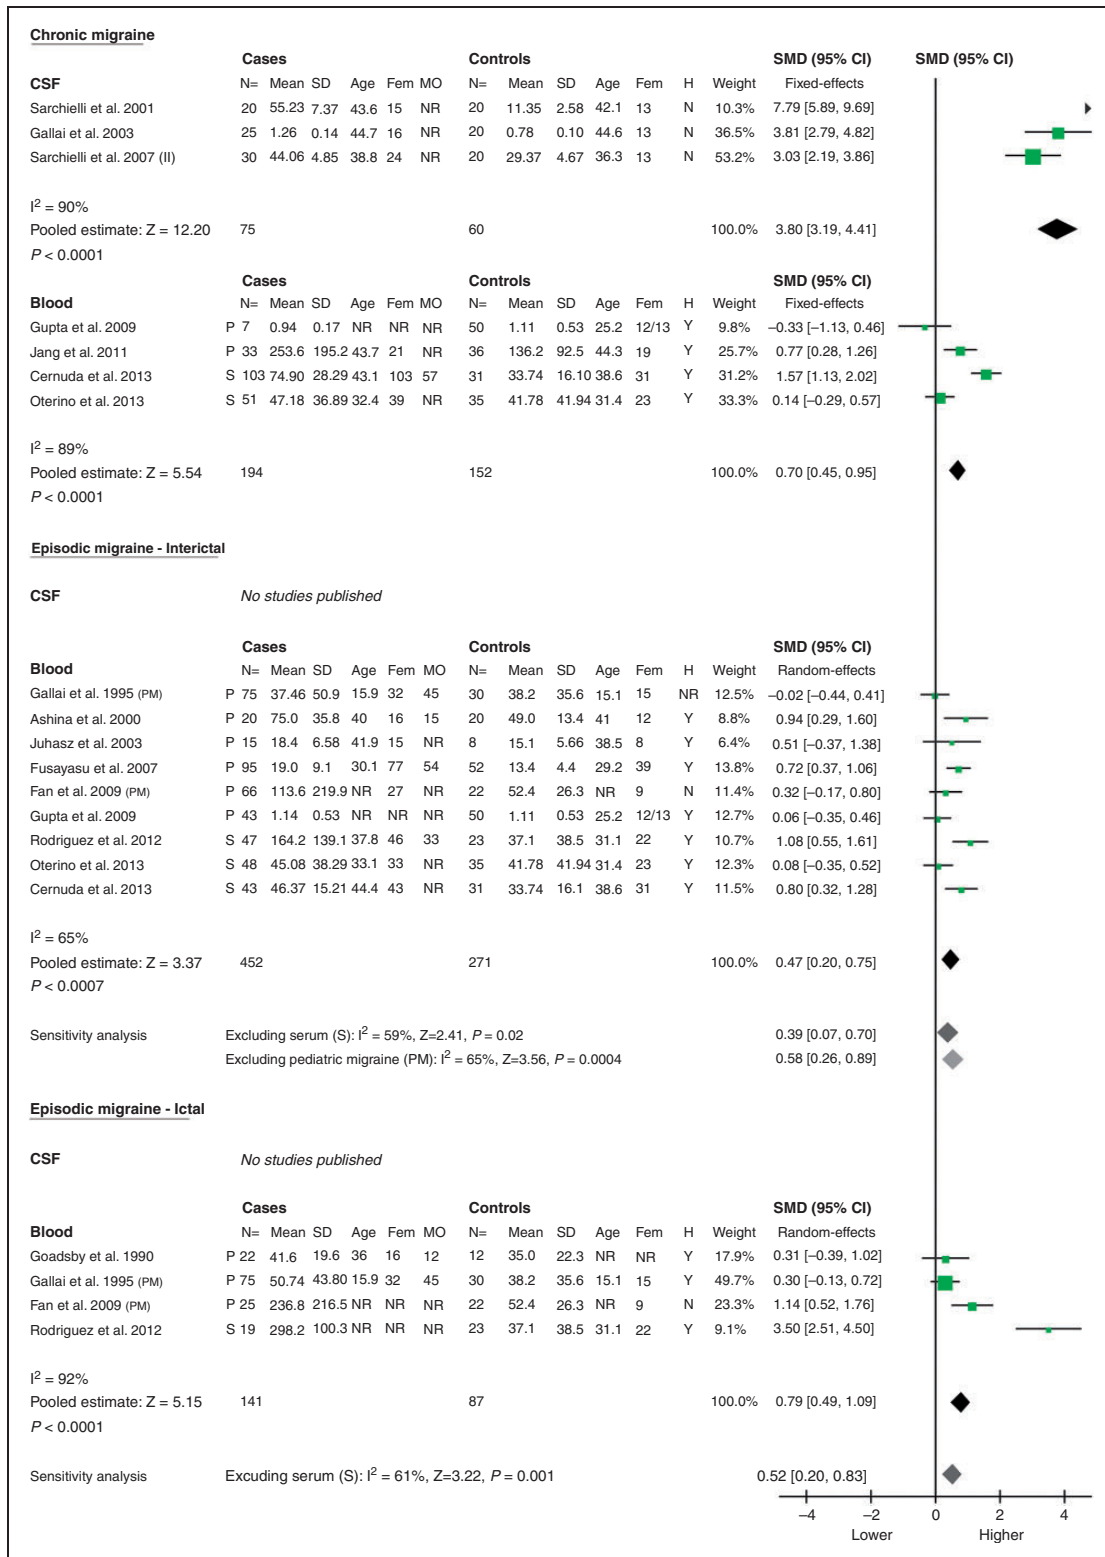 Chronic migraine
Cases Controls SMD (95% CI) SMD (95% CI)
CSF N= Mean SD Age Fem MO N= Mean SD Age Fem H Weight Fixed-effects
Sarchielli et al. 2001 20 55.23 7.37 43.6 15 NR 20 11.35 2.58 42.1 13 N 10.3% 7.79 [5.89, 9.69]
Gallai et al. 2003 25 1.26 0.14 44.7 16 NR 20 0.78 0.10 44.6 13 N 36.5% 3.81 [2.79, 4.82]
Sarchielli et al. 2007 (II) 30 44.06 4.85 38.8 24 NR 20 29.37 4.67 36.3 13 N 53.2% 3.03 [2.19, 3.86]
I² = 90%
Pooled estimate: Z = 12.20 75 60 100.0% 3.80 [3.19, 4.41]
P < 0.0001
Cases Controls SMD (95% CI)
Blood N= Mean SD Age Fem MO N= Mean SD Age Fem H Weight Fixed-effects
Gupta et al. 2009 P 7 0.94 0.17 NR NR NR 50 1.11 0.53 25.2 12/13 Y 9.8% −0.33 [−1.13, 0.46]
Jang et al. 2011 P 33 253.6 195.2 43.7 21 NR 36 136.2 92.5 44.3 19 Y 25.7% 0.77 [0.28, 1.26]
Cernuda et al. 2013 S 103 74.90 28.29 43.1 103 57 31 33.74 16.10 38.6 31 Y 31.2% 1.57 [1.13, 2.02]
Oterino et al. 2013 S 51 47.18 36.89 32.4 39 NR 35 41.78 41.94 31.4 23 Y 33.3% 0.14 [−0.29, 0.57]
I² = 89%
Pooled estimate: Z = 5.54 194 152 100.0% 0.70 [0.45, 0.95]
P < 0.0001
Episodic migraine - Interictal
CSF No studies published
Cases Controls SMD (95% CI)
Blood N= Mean SD Age Fem MO N= Mean SD Age Fem H Weight Random-effects
Gallai et al. 1995 (PM) P 75 37.46 50.9 15.9 32 45 30 38.2 35.6 15.1 15 NR 12.5% −0.02 [−0.44, 0.41]
Ashina et al. 2000 P 20 75.0 35.8 40 16 15 20 49.0 13.4 41 12 Y 8.8% 0.94 [0.29, 1.60]
Juhasz et al. 2003 P 15 18.4 6.58 41.9 15 NR 8 15.1 5.66 38.5 8 Y 6.4% 0.51 [−0.37, 1.38]
Fusayasu et al. 2007 P 95 19.0 9.1 30.1 77 54 52 13.4 4.4 29.2 39 Y 13.8% 0.72 [0.37, 1.06]
Fan et al. 2009 (PM) P 66 113.6 219.9 NR 27 NR 22 52.4 26.3 NR 9 N 11.4% 0.32 [−0.17, 0.80]
Gupta et al. 2009 P 43 1.14 0.53 NR NR NR 50 1.11 0.53 25.2 12/13 Y 12.7% 0.06 [−0.35, 0.46]
Rodriguez et al. 2012 S 47 164.2 139.1 37.8 46 33 23 37.1 38.5 31.1 22 Y 10.7% 1.08 [0.55, 1.61]
Oterino et al. 2013 S 48 45.08 38.29 33.1 33 NR 35 41.78 41.94 31.4 23 Y 12.3% 0.08 [−0.35, 0.52]
Cernuda et al. 2013 S 43 46.37 15.21 44.4 43 NR 31 33.74 16.1 38.6 31 Y 11.5% 0.80 [0.32, 1.28]
I² = 65%
Pooled estimate: Z = 3.37 452 271 100.0% 0.47 [0.20, 0.75]
P < 0.0007
Sensitivity analysis Excluding serum (S): I² = 59%, Z=2.41, P = 0.02 0.39 [0.07, 0.70]
Excluding pediatric migraine (PM): I² = 65%, Z=3.56, P = 0.0004 0.58 [0.26, 0.89]
Episodic migraine - Ictal
CSF No studies published
Cases Controls SMD (95% CI)
Blood N= Mean SD Age Fem MO N= Mean SD Age Fem H Weight Random-effects
Goadsby et al. 1990 P 22 41.6 19.6 36 16 12 12 35.0 22.3 NR NR Y 17.9% 0.31 [−0.39, 1.02]
Gallai et al. 1995 (PM) P 75 50.74 43.80 15.9 32 45 30 38.2 35.6 15.1 15 Y 49.7% 0.30 [−0.13, 0.72]
Fan et al. 2009 (PM) P 25 236.8 216.5 NR NR NR 22 52.4 26.3 NR 9 N 23.3% 1.14 [0.52, 1.76]
Rodriguez et al. 2012 S 19 298.2 100.3 NR NR NR 23 37.1 38.5 31.1 22 Y 9.1% 3.50 [2.51, 4.50]
I² = 92%
Pooled estimate: Z = 5.15 141 87 100.0% 0.79 [0.49, 1.09]
P < 0.0001
Sensitivity analysis Excuding serum (S): I² = 61%, Z=3.22, P = 0.001 0.52 [0.20, 0.83]
−4 −2 0 2 4
Lower Higher